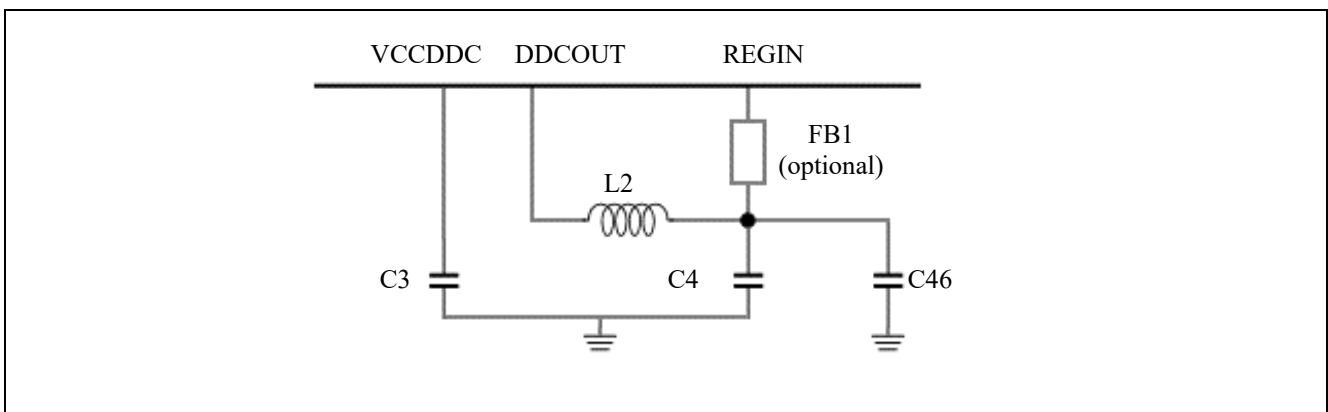 VCCDDC DDCOUT REGIN
FB1
(optional)
L2
C3 C4 C46